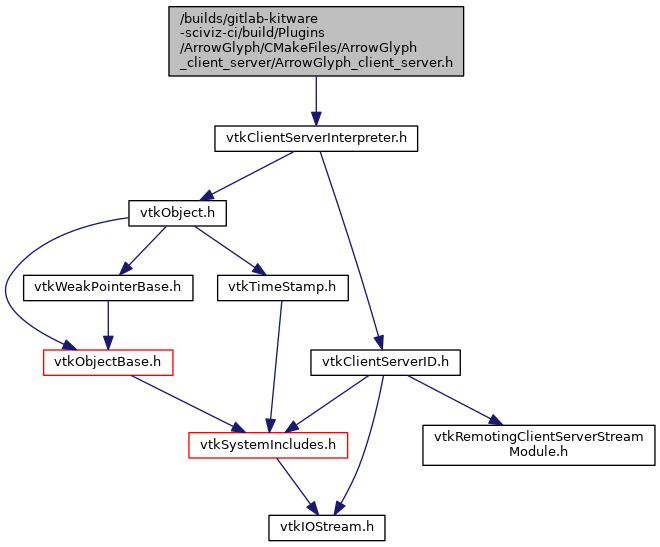 /builds/gitlab-kitware
-sciviz-ci/build/Plugins
/ArrowGlyph/CMakeFiles/ArrowGlyph
_client_server/ArrowGlyph_client_server.h
vtkClientServerInterpreter.h
vtkObject.h
vtkWeakPointerBase.h
vtkTimeStamp.h
vtkObjectBase.h
vtkClientServerID.h
vtkSystemIncludes.h
vtkRemotingClientServerStream
Module.h
vtkIOStream.h